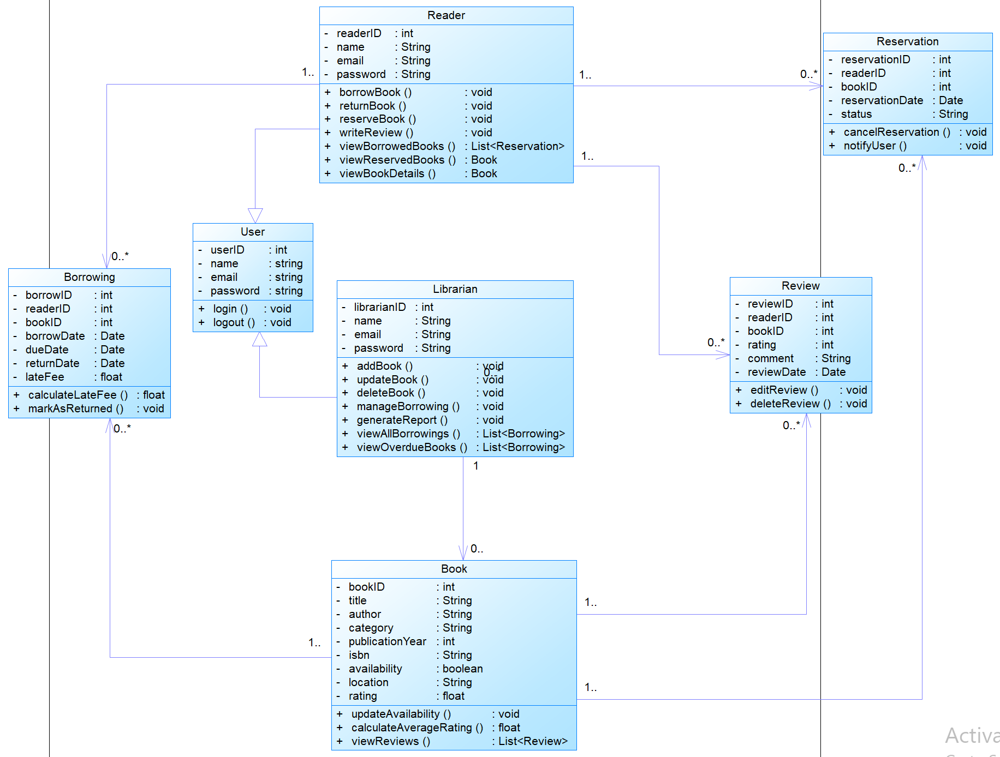 Reader
- readerID : int
- name : String
- email : String
- password : String
+ borrowBook () : void
+ returnBook () : void
+ reserveBook () : void
+ writeReview () : void
+ viewBorrowedBooks () : List<Reservation>
+ viewReservedBooks () : Book
+ viewBookDetails () : Book
1..
1..
0..*
1..
Reservation
- reservationID : int
- readerID : int
- bookID : int
- reservationDate : Date
- status : String
+ cancelReservation () : void
+ notifyUser () : void
0..*
User
- userID : int
- name : string
- email : string
- password : string
+ login () : void
+ logout () : void
0..*
Borrowing
- borrowID : int
- readerID : int
- bookID : int
- borrowDate : Date
- dueDate : Date
- returnDate : Date
- lateFee : float
+ calculateLateFee () : float
+ markAsReturned () : void
0..*
Librarian
- librarianID : int
- name : String
- email : String
- password : String
+ addBook () : void
0..*
+ updateBook () : void
+ deleteBook () : void
+ manageBorrowing () : void
+ generateReport () : void
+ viewAllBorrowings () : List<Borrowing>
+ viewOverdueBooks () : List<Borrowing>
1
0..
Review
- reviewID : int
- readerID : int
- bookID : int
- rating : int
- comment : String
- reviewDate : Date
+ editReview () : void
+ deleteReview () : void
0..*
0..*
Book
- bookID : int
- title : String
- author : String
- category : String
- publicationYear : int
- isbn : String
- availability : boolean
- location : String
- rating : float
+ updateAvailability () : void
+ calculateAverageRating () : float
+ viewReviews () : List<Review>
1..
1..
1..
Activa